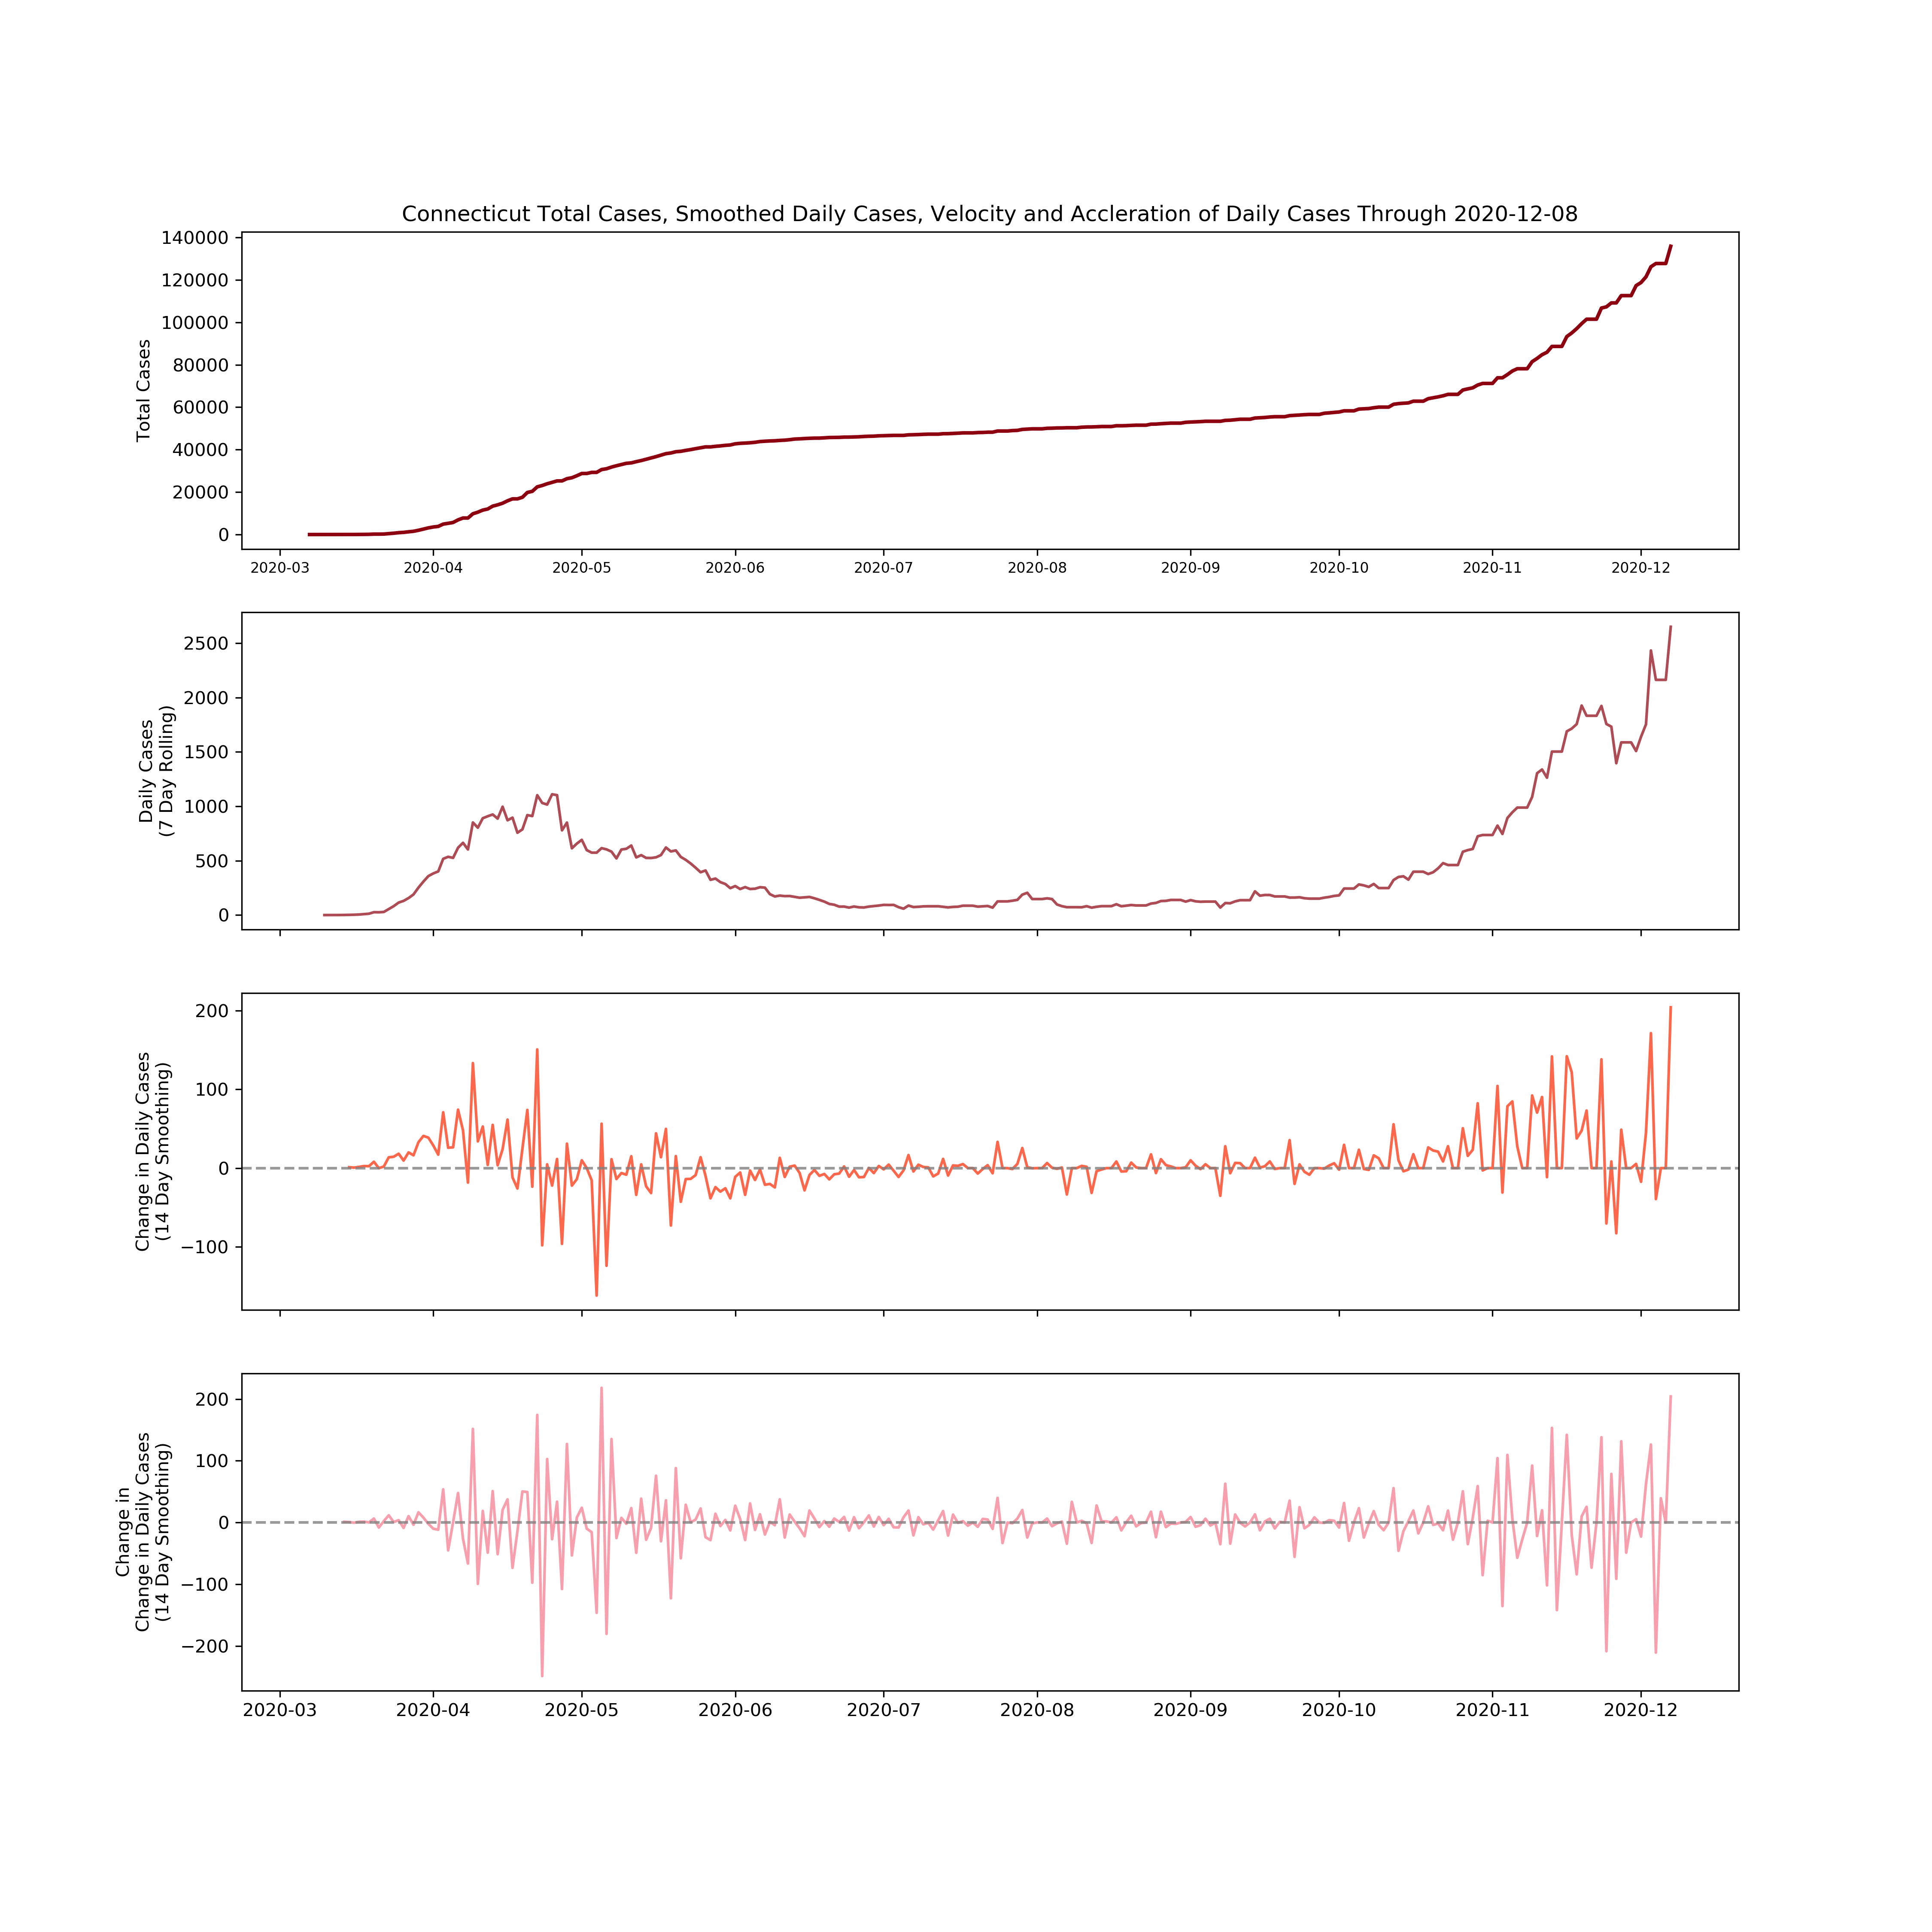 Connecticut Total Cases, Smoothed Daily Cases, Velocity and Accleration of Daily Cases Through 2020-12-08
140000
120000
100000
80000
60000
40000
20000
0
Total Cases
2020-03 2020-04 2020-05 2020-06 2020-07 2020-08 2020-09 2020-10 2020-11 2020-12
2500
2000
1500
1000
500
0
Daily Cases
(7 Day Rolling)
200
100
0
−100
Change in Daily Cases
(14 Day Smoothing)
200
100
0
−100
−200
Change in
Change in Daily Cases
(14 Day Smoothing)
2020-03 2020-04 2020-05 2020-06 2020-07 2020-08 2020-09 2020-10 2020-11 2020-12